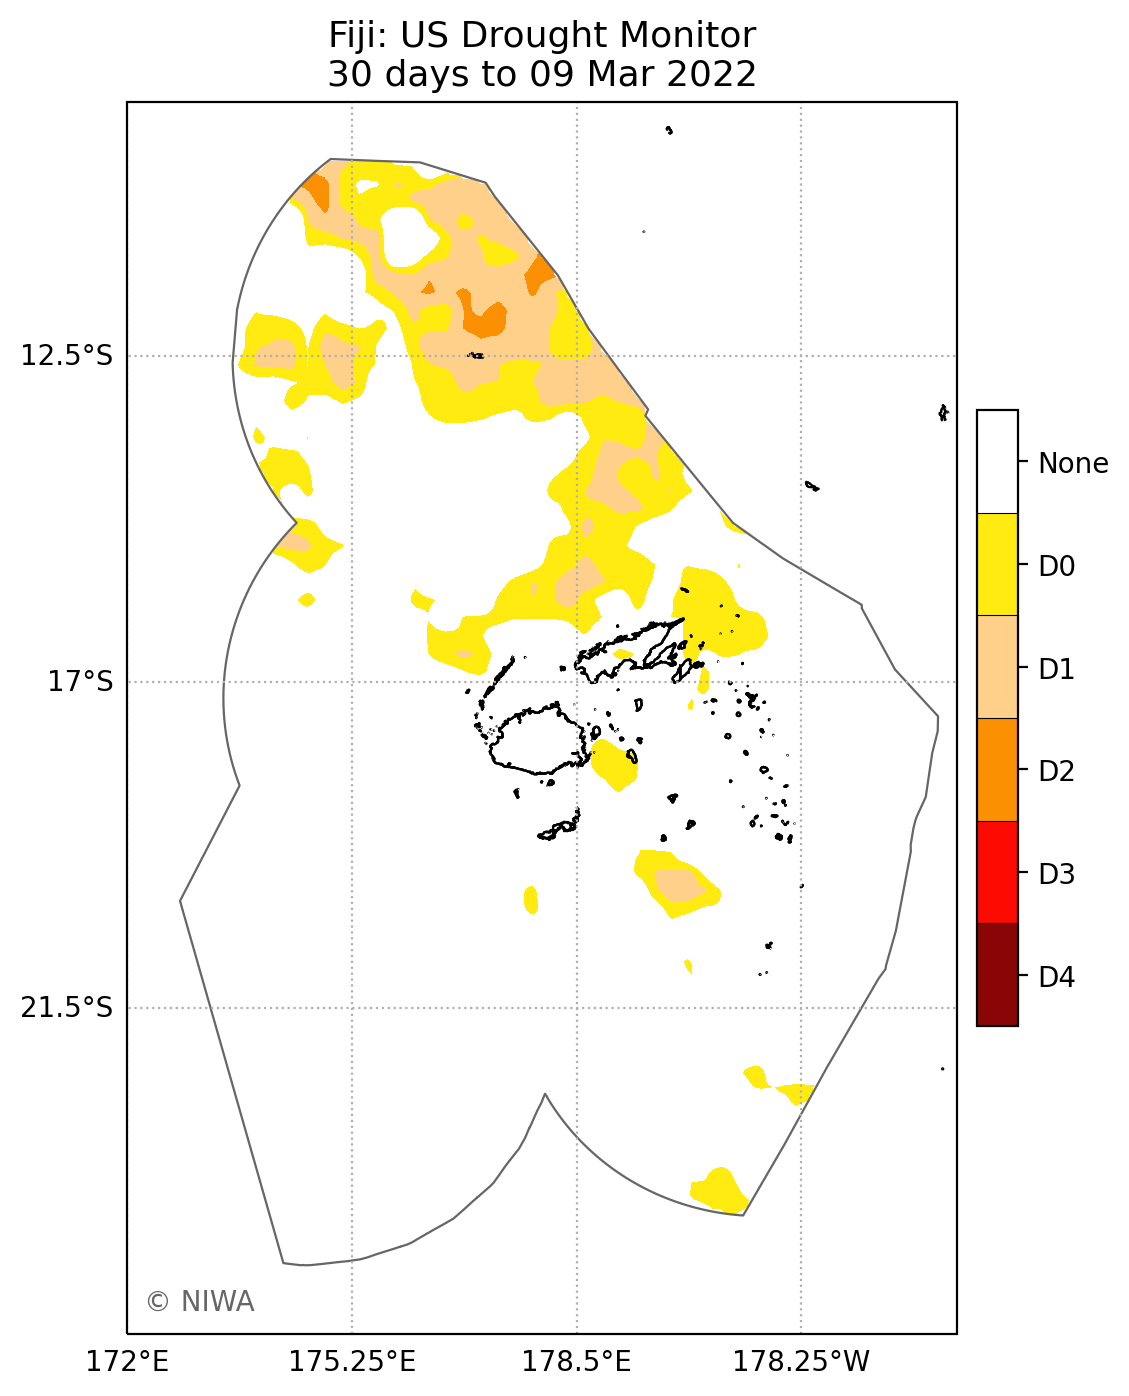 Fiji: US Drought Monitor
30 days to 09 Mar 2022
12.5°S
17°S
21.5°S
172°E
175.25°E
178.5°E
178.25°W
None
D0
D1
D2
D3
D4
© NIWA